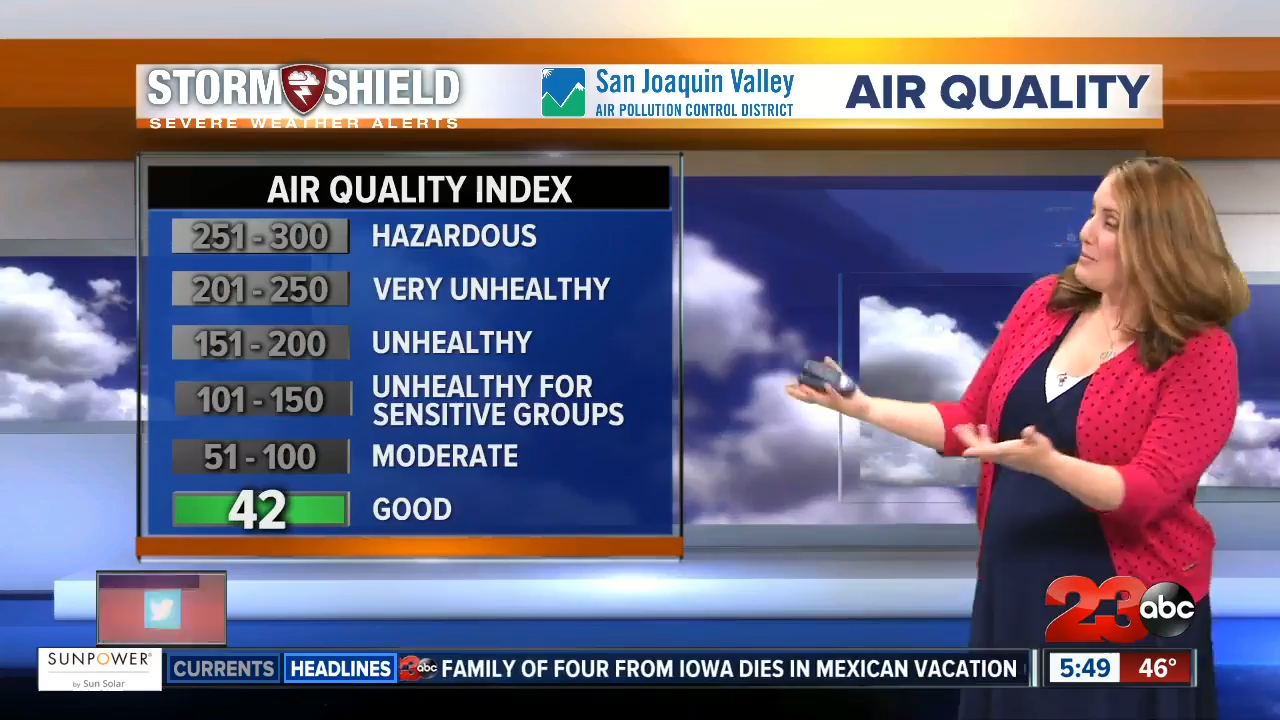 STORM SHIELD
SEVERE WEATHER ALERTS
San Joaquin Valley
AIR POLLUTION CONTROL DISTRICT
AIR QUALITY
AIR QUALITY INDEX
251 - 300 HAZARDOUS
201 - 250 VERY UNHEALTHY
151 - 200 UNHEALTHY
101 - 150 UNHEALTHY FOR
SENSITIVE GROUPS
51 - 100 MODERATE
42 GOOD
23 abc
SUNPOWER®
by Sun Solar
CURRENTS HEADLINES 23 abc FAMILY OF FOUR FROM IOWA DIES IN MEXICAN VACATION
5:49 46°